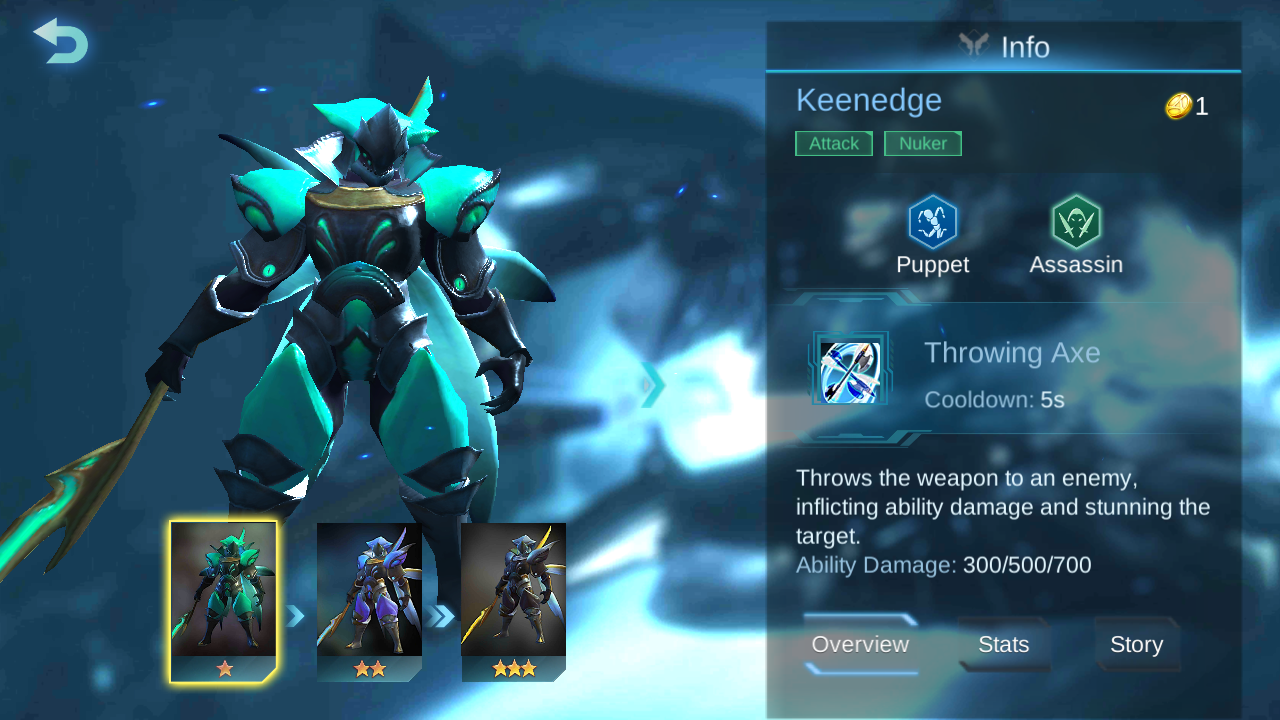 Info
Keenedge
1
Attack
Nuker
Puppet
Assassin
Throwing Axe
Cooldown: 5s
Throws the weapon to an enemy,
inflicting ability damage and stunning the
target.
Ability Damage: 300/500/700
Overview
Stats
Story